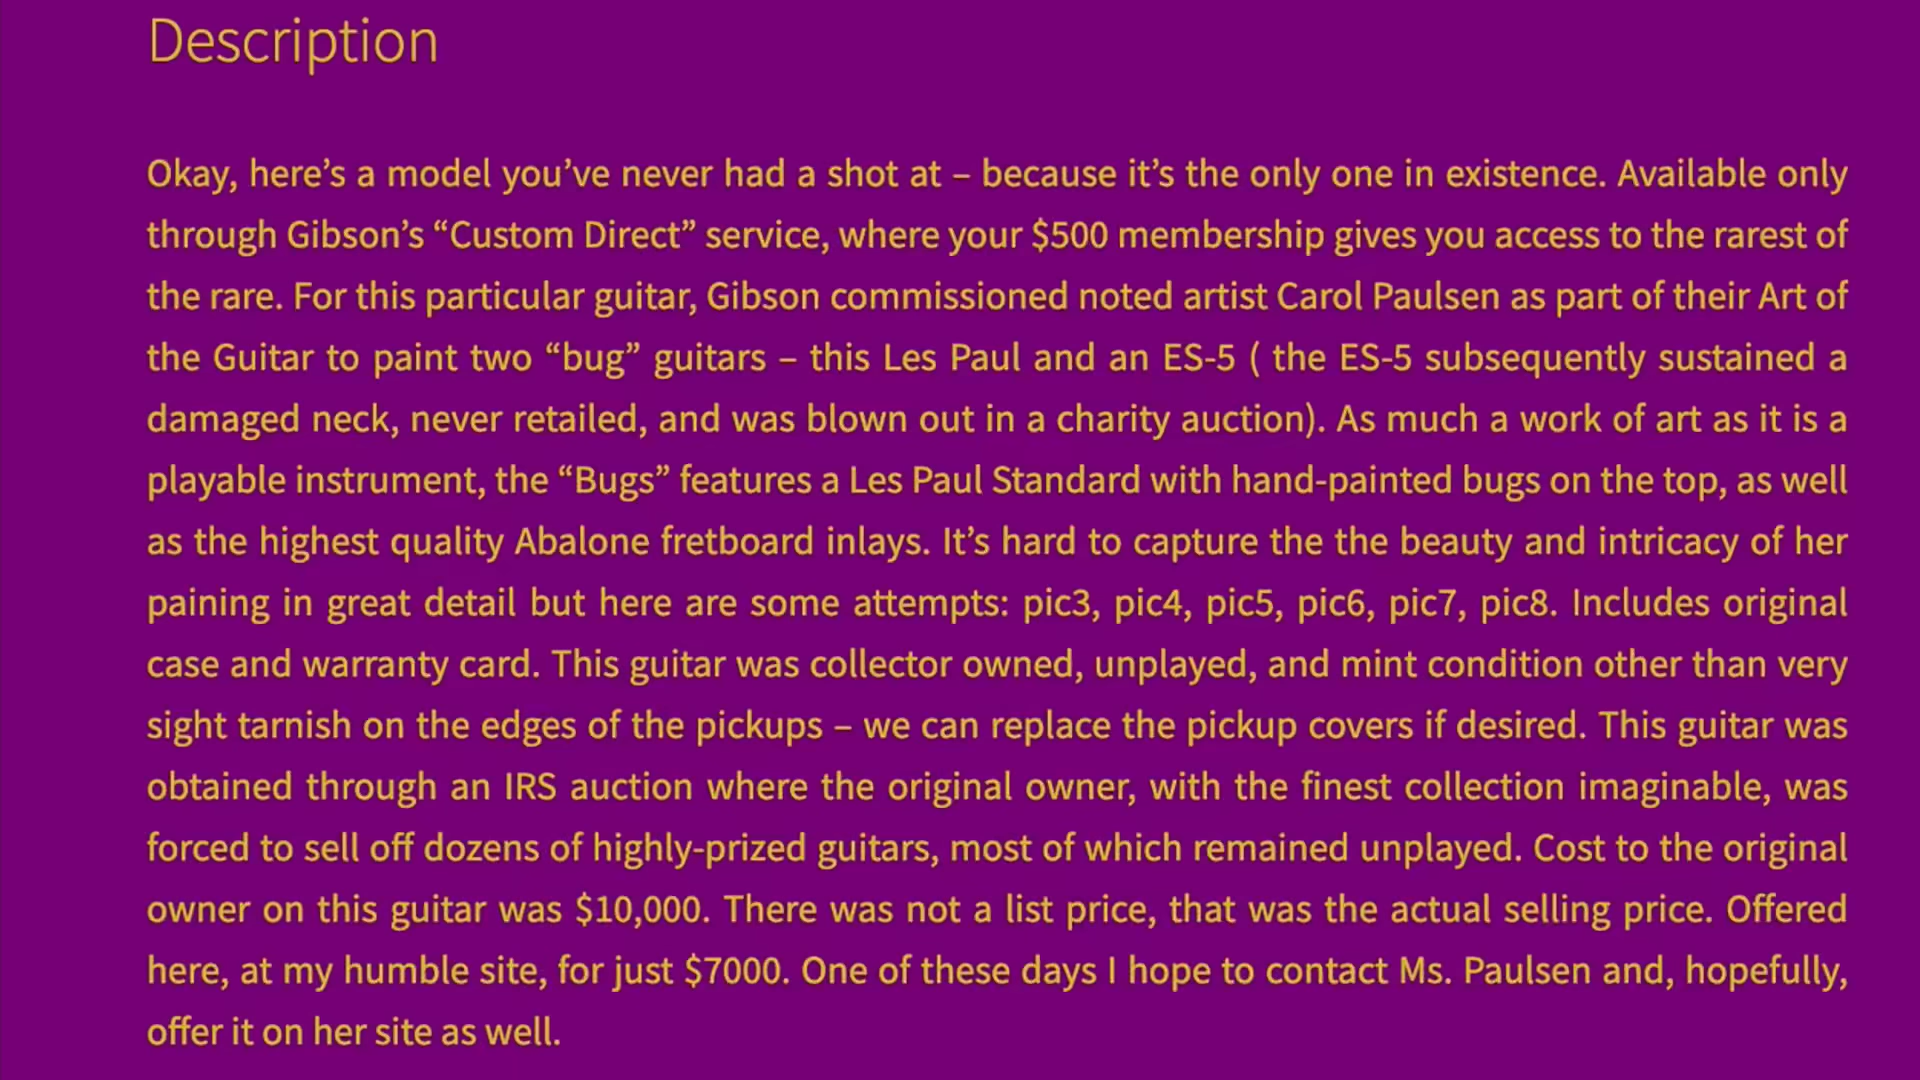 Description
Okay, here’s a model you’ve never had a shot at – because it’s the only one in existence. Available only
through Gibson’s “Custom Direct” service, where your $500 membership gives you access to the rarest of
the rare. For this particular guitar, Gibson commissioned noted artist Carol Paulsen as part of their Art of
the Guitar to paint two “bug” guitars – this Les Paul and an ES-5 ( the ES-5 subsequently sustained a
damaged neck, never retailed, and was blown out in a charity auction). As much a work of art as it is a
playable instrument, the “Bugs” features a Les Paul Standard with hand-painted bugs on the top, as well
as the highest quality Abalone fretboard inlays. It’s hard to capture the the beauty and intricacy of her
paining in great detail but here are some attempts: pic3, pic4, pic5, pic6, pic7, pic8. Includes original
case and warranty card. This guitar was collector owned, unplayed, and mint condition other than very
sight tarnish on the edges of the pickups – we can replace the pickup covers if desired. This guitar was
obtained through an IRS auction where the original owner, with the finest collection imaginable, was
forced to sell off dozens of highly-prized guitars, most of which remained unplayed. Cost to the original
owner on this guitar was $10,000. There was not a list price, that was the actual selling price. Offered
here, at my humble site, for just $7000. One of these days I hope to contact Ms. Paulsen and, hopefully,
offer it on her site as well.